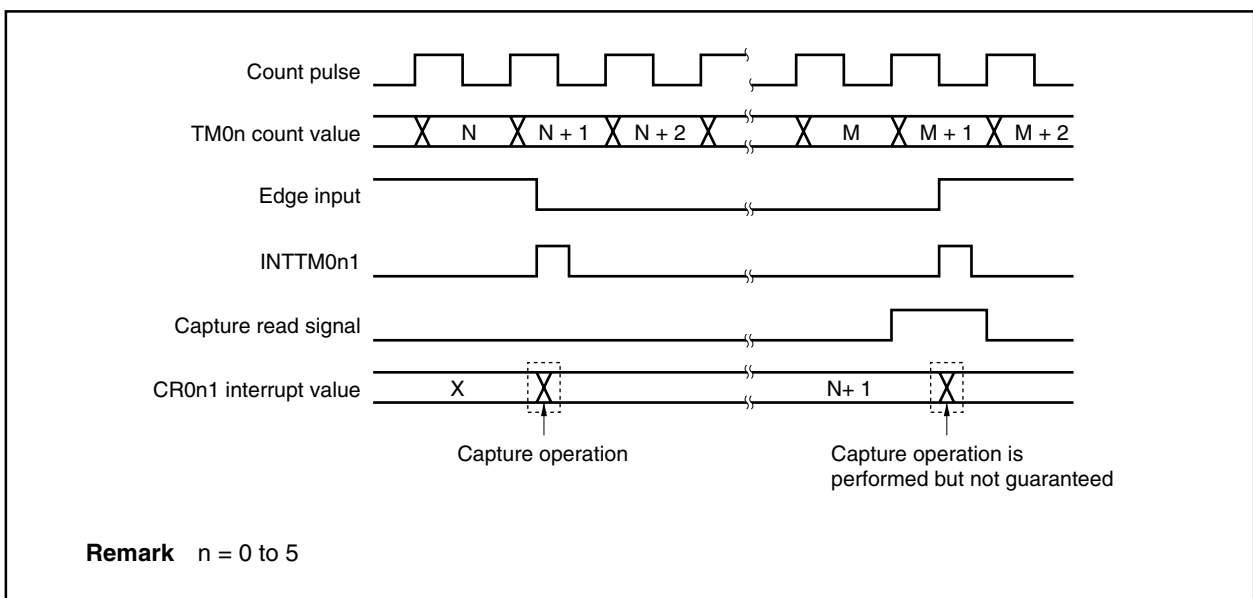 Count pulse
TM0n count value
N
N + 1
N + 2
M
M + 1
M + 2
Edge input
INTTM0n1
Capture read signal
CR0n1 interrupt value
X
N+ 1
Capture operation
Capture operation is
performed but not guaranteed
Remark n = 0 to 5